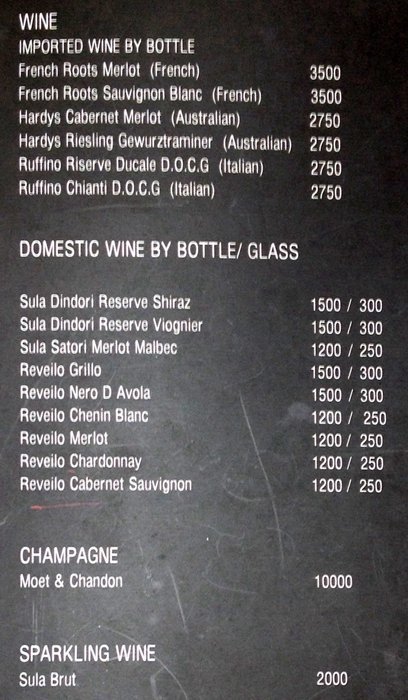 WINE
IMPORTED WINE BY BOTTLE
French Roots Merlot (French) 3500
French Roots Sauvignon Blanc (French) 3500
Hardys Cabernet Merlot (Australian) 2750
Hardys Riesling Gewurztraminer (Australian) 2750
Ruffino Riserve Ducale D.O.C.G (Italian) 2750
Ruffino Chianti D.O.C.G (Italian) 2750
DOMESTIC WINE BY BOTTLE/ GLASS
Sula Dindori Reserve Shiraz 1500 / 300
Sula Dindori Reserve Viognier 1500 / 300
Sula Satori Merlot Malbec 1200 / 250
Reveilo Grillo 1500 / 300
Reveilo Nero D Avola 1500 / 300
Reveilo Chenin Blanc 1200 / 250
Reveilo Merlot 1200 / 250
Reveilo Chardonnay 1200 / 250
Reveilo Cabernet Sauvignon 1200 / 250
CHAMPAGNE
Moet & Chandon 10000
SPARKLING WINE
Sula Brut 2000